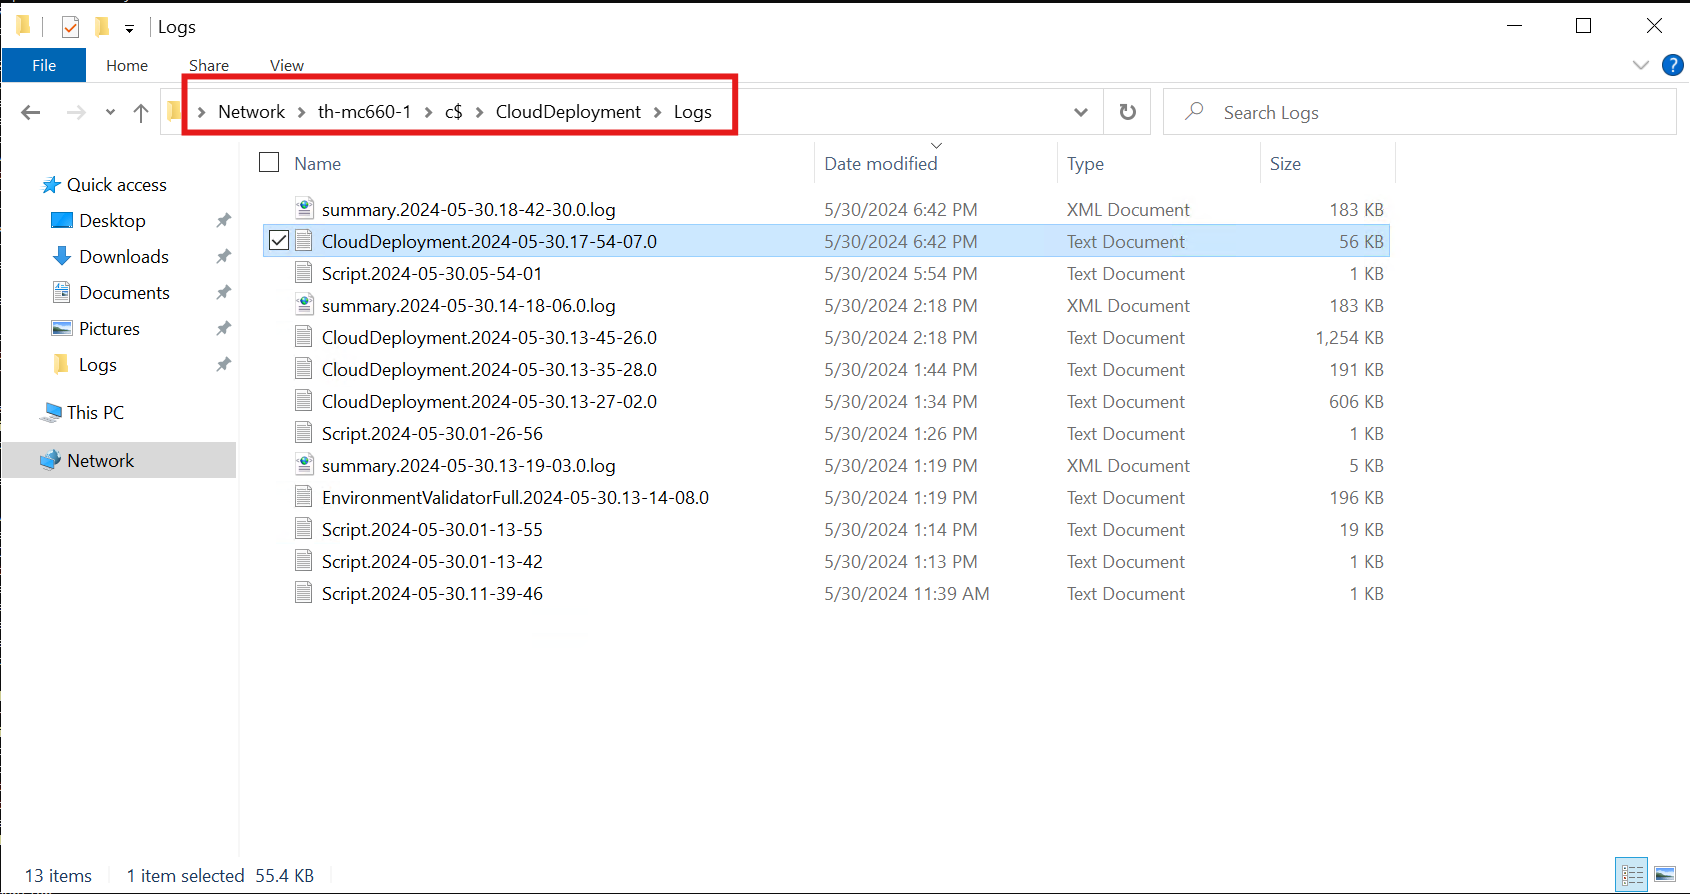 Logs
File Home Share View
Network th-mc660-1 c$ CloudDeployment Logs
Search Logs
Name Date modified Type Size
Quick access
Desktop
Downloads
Documents
Pictures
Logs
This PC
Network
summary.2024-05-30.18-42-30.0.log 5/30/2024 6:42 PM XML Document 183 KB
CloudDeployment.2024-05-30.17-54-07.0 5/30/2024 6:42 PM Text Document 56 KB
Script.2024-05-30.05-54-01 5/30/2024 5:54 PM Text Document 1 KB
summary.2024-05-30.14-18-06.0.log 5/30/2024 2:18 PM XML Document 183 KB
CloudDeployment.2024-05-30.13-45-26.0 5/30/2024 2:18 PM Text Document 1,254 KB
CloudDeployment.2024-05-30.13-35-28.0 5/30/2024 1:44 PM Text Document 191 KB
CloudDeployment.2024-05-30.13-27-02.0 5/30/2024 1:34 PM Text Document 606 KB
Script.2024-05-30.01-26-56 5/30/2024 1:26 PM Text Document 1 KB
summary.2024-05-30.13-19-03.0.log 5/30/2024 1:19 PM XML Document 5 KB
EnvironmentValidatorFull.2024-05-30.13-14-08.0 5/30/2024 1:19 PM Text Document 196 KB
Script.2024-05-30.01-13-55 5/30/2024 1:14 PM Text Document 19 KB
Script.2024-05-30.01-13-42 5/30/2024 1:13 PM Text Document 1 KB
Script.2024-05-30.11-39-46 5/30/2024 11:39 AM Text Document 1 KB
13 items 1 item selected 55.4 KB